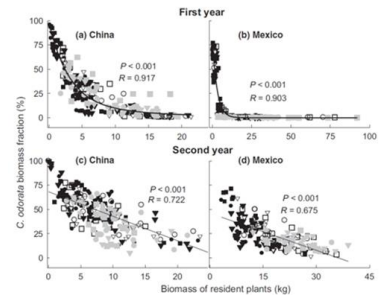 First year
(a) China
P < 0.001
R = 0.917
(b) Mexico
P < 0.001
R = 0.903
100
75
50
25
0
0 5 10 15 20
0 25 50 75 100
Second year
(c) China
P < 0.001
R = 0.722
(d) Mexico
P < 0.001
R = 0.675
100
75
50
25
0
0 5 10 15 20 25
0 15 30 45
C. odorata biomass fraction (%)
Biomass of resident plants (kg)